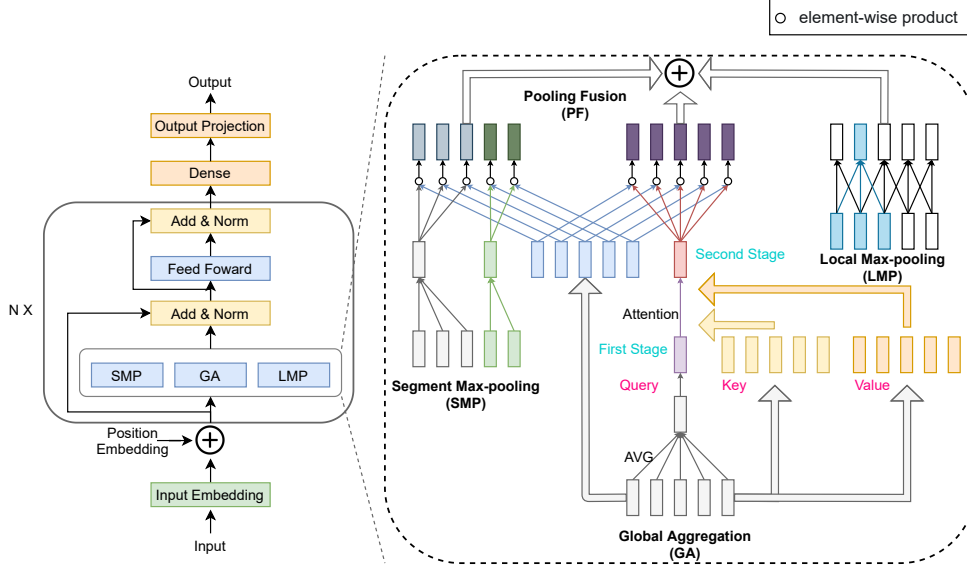 element-wise product
Output
Output Projection
Dense
Add & Norm
Feed Foward
Add & Norm
N X
SMP
GA
LMP
Position
Embedding
Input Embedding
Input
Pooling Fusion
(PF)
Second Stage
Local Max-pooling
(LMP)
Attention
First Stage
Segment Max-pooling
(SMP)
Query
Key
Value
AVG
Global Aggregation
(GA)